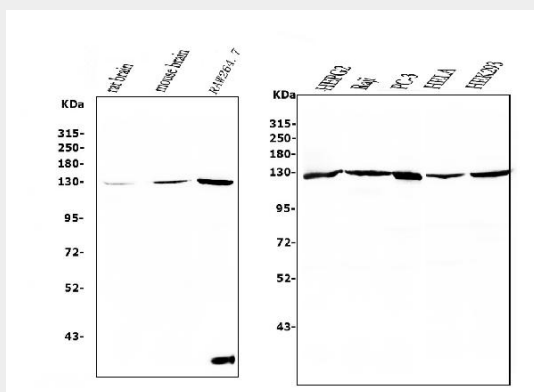 rat brain
mouse brain
RAW264.7
KDa
315-
250-
180-
130-
95-
72-
52-
43-
HEPG2
Raji
PC-3
HELA
HEK293
KDa
315-
250-
180-
130-
95-
72-
52-
43-